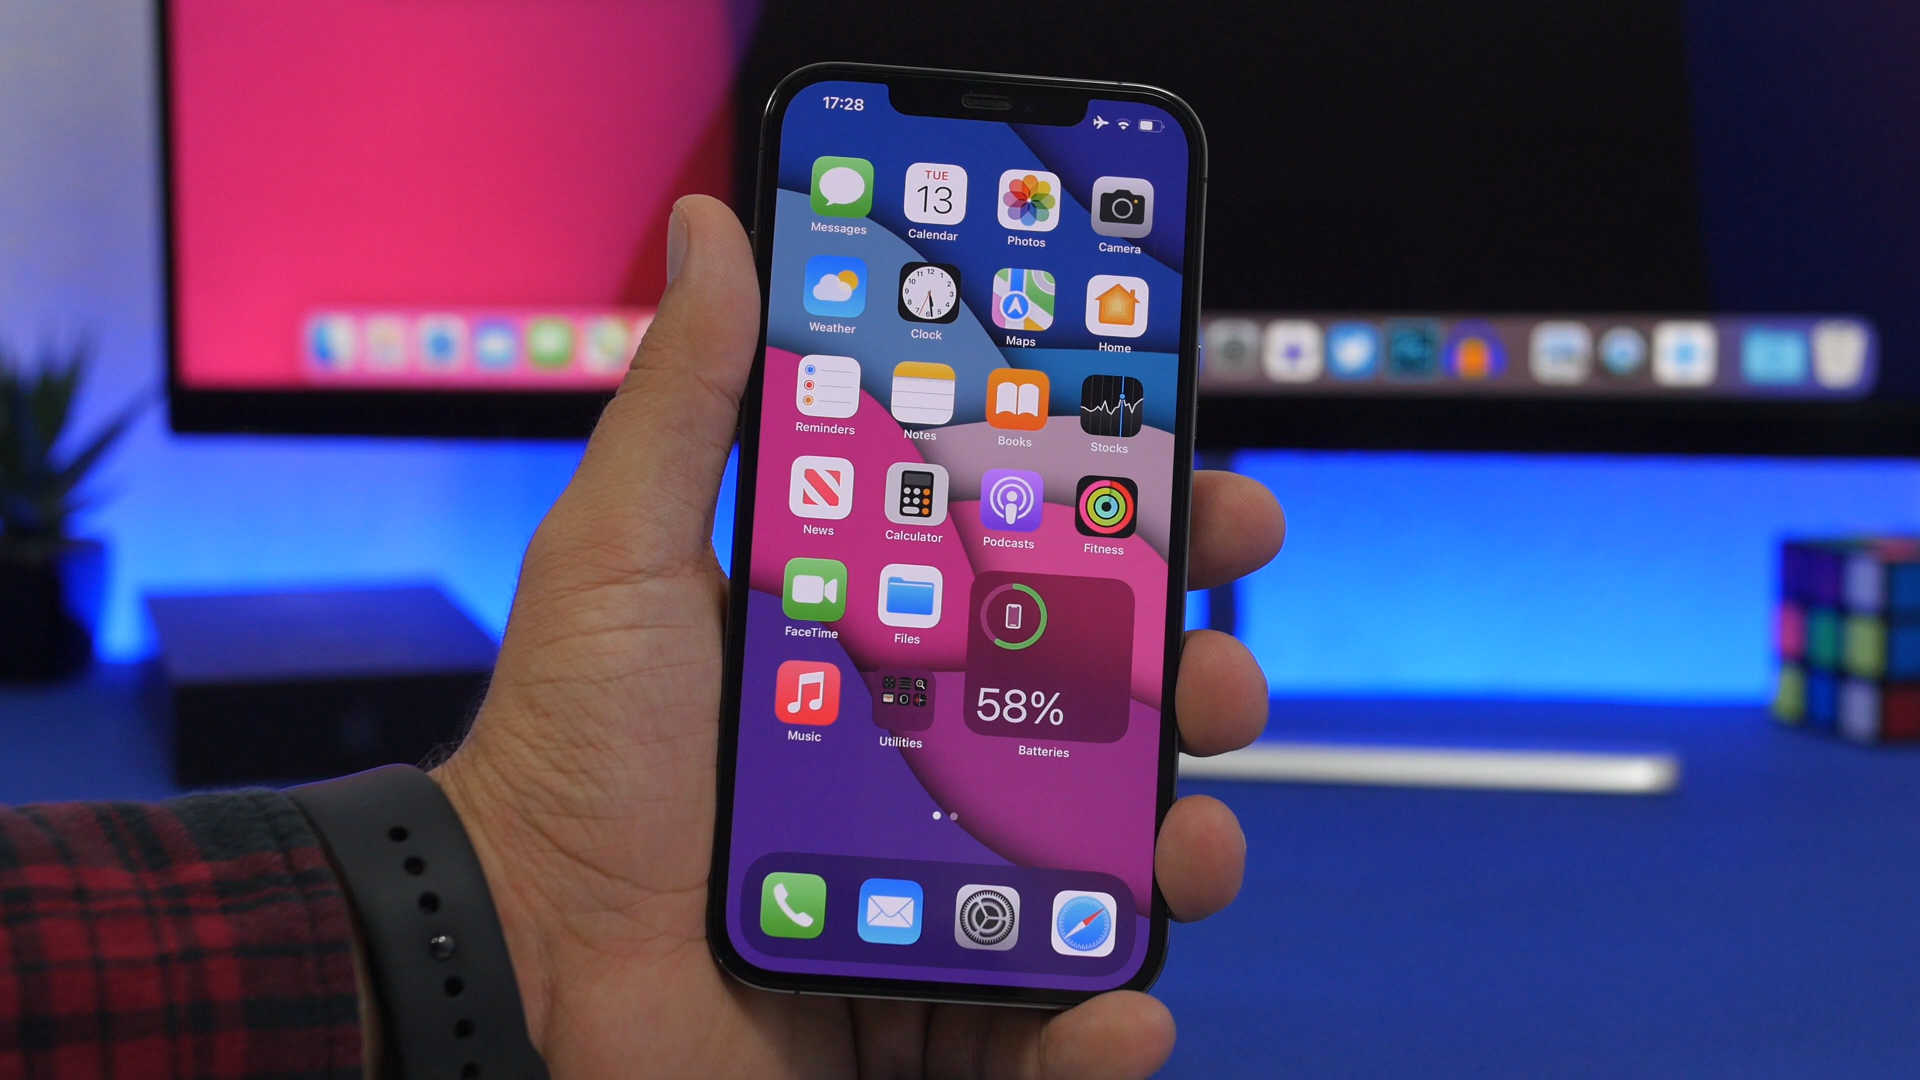 17:28
Messages
TUE
13
Calendar
Photos
Camera
Weather
Clock
Maps
Home
Reminders
Notes
Books
Stocks
News
Calculator
Podcasts
Fitness
FaceTime
Files
58%
Music
Utilities
Batteries